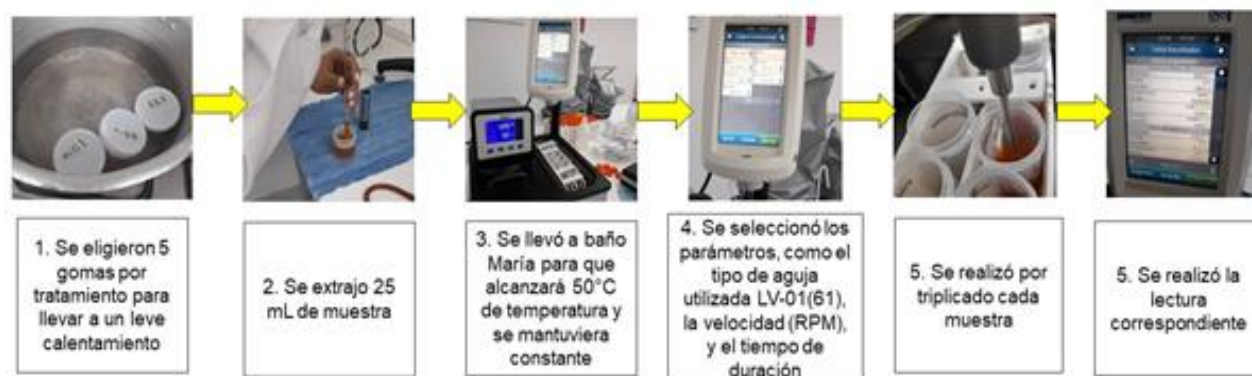 1. Se eligieron 5
gomas por
tratamiento para
llevar a un leve
calentamiento
2. Se extrajo 25
mL de muestra
3. Se llevó a baño
María para que
alcanzará 50°C
de temperatura y
se mantuviera
constante
4. Se seleccionó los
parámetros, como el
tipo de aguja
utilizada LV-01(61),
la velocidad (RPM),
y el tiempo de
duración
5. Se realizó por
triplicado cada
muestra
5. Se realizó la
lectura
correspondiente